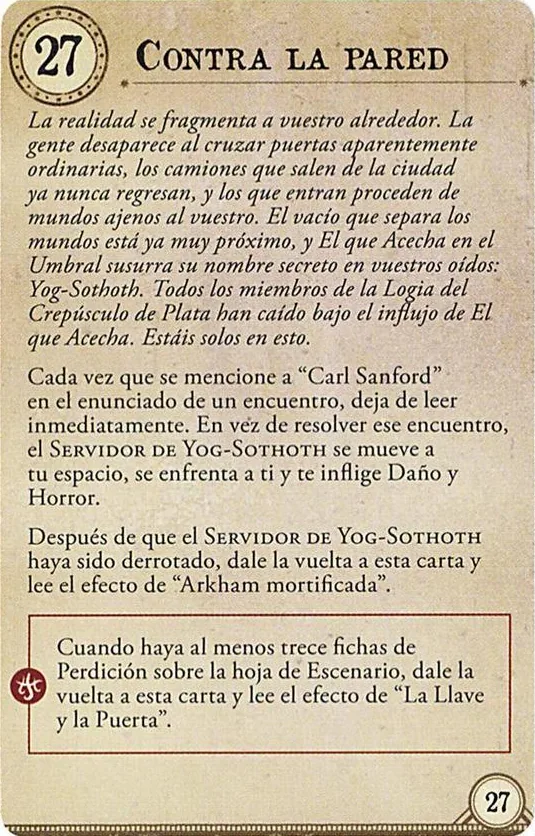 27
CONTRA LA PARED
La realidad se fragmenta a vuestro alrededor. La
gente desaparece al cruzar puertas aparentemente
ordinarias, los camiones que salen de la ciudad
ya nunca regresan, y los que entran proceden de
mundos ajenos al vuestro. El vacío que separa los
mundos está ya muy próximo, y El que Acecha en el
Umbral susurra su nombre secreto en vuestros oídos:
Yog-Sothoth. Todos los miembros de la Logia del
Crepúsculo de Plata han caído bajo el influjo de El
que Acecha. Estáis solos en esto.
Cada vez que se mencione a “Carl Sanford”
en el enunciado de un encuentro, deja de leer
inmediatamente. En vez de resolver ese encuentro,
el SERVIDOR DE YOG-SOTHOTH se mueve a
tu espacio, se enfrenta a ti y te inflige Daño y
Horror.
Después de que el SERVIDOR DE YOG-SOTHOTH
haya sido derrotado, dale la vuelta a esta carta y
lee el efecto de “Arkham mortificada”.
Cuando haya al menos trece fichas de
Perdición sobre la hoja de Escenario, dale la
vuelta a esta carta y lee el efecto de “La Llave
y la Puerta”.
27